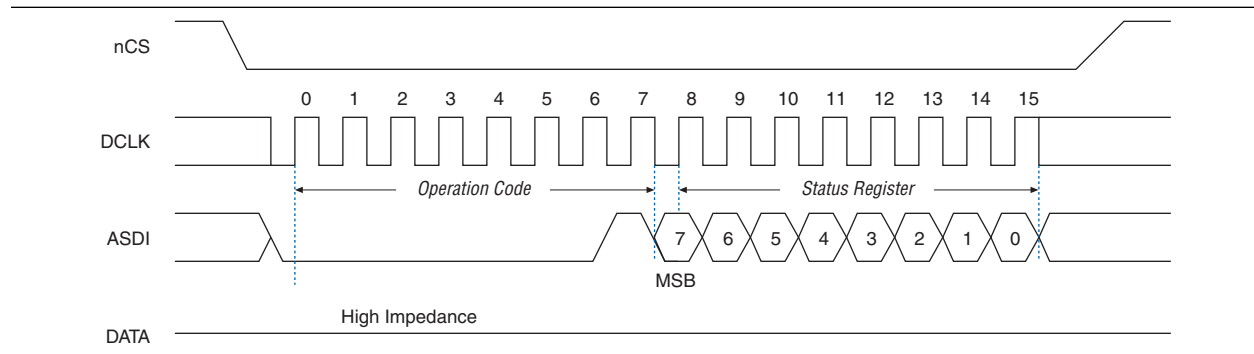 nCS
0 1 2 3 4 5 6 7 8 9 10 11 12 13 14 15
DCLK
Operation Code Status Register
ASDI 7 6 5 4 3 2 1 0
MSB
High Impedance
DATA